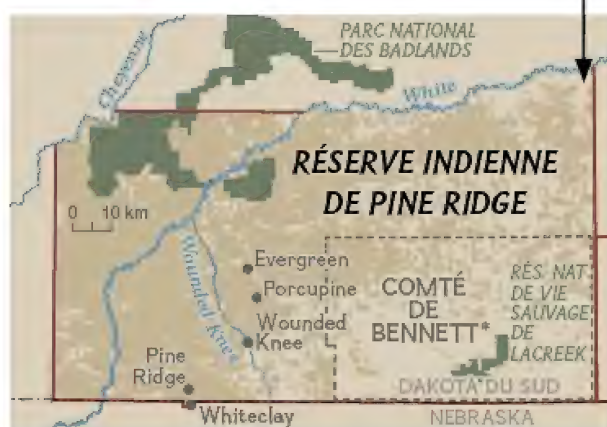 PARC NATIONAL
DES BADLANDS
Cheyenne
White
RÉSERVE INDIENNE
DE PINE RIDGE
0 10 km
Wounded Knee
Evergreen
Porcupine
Wounded
Knee
COMTÉ
DE
BENNETT*
RÉS. NAT.
DE VIE
SAUVAGE
DE
LACREEK
Pine
Ridge
DAKOTA DU SUD
Whiteclay
NEBRASKA